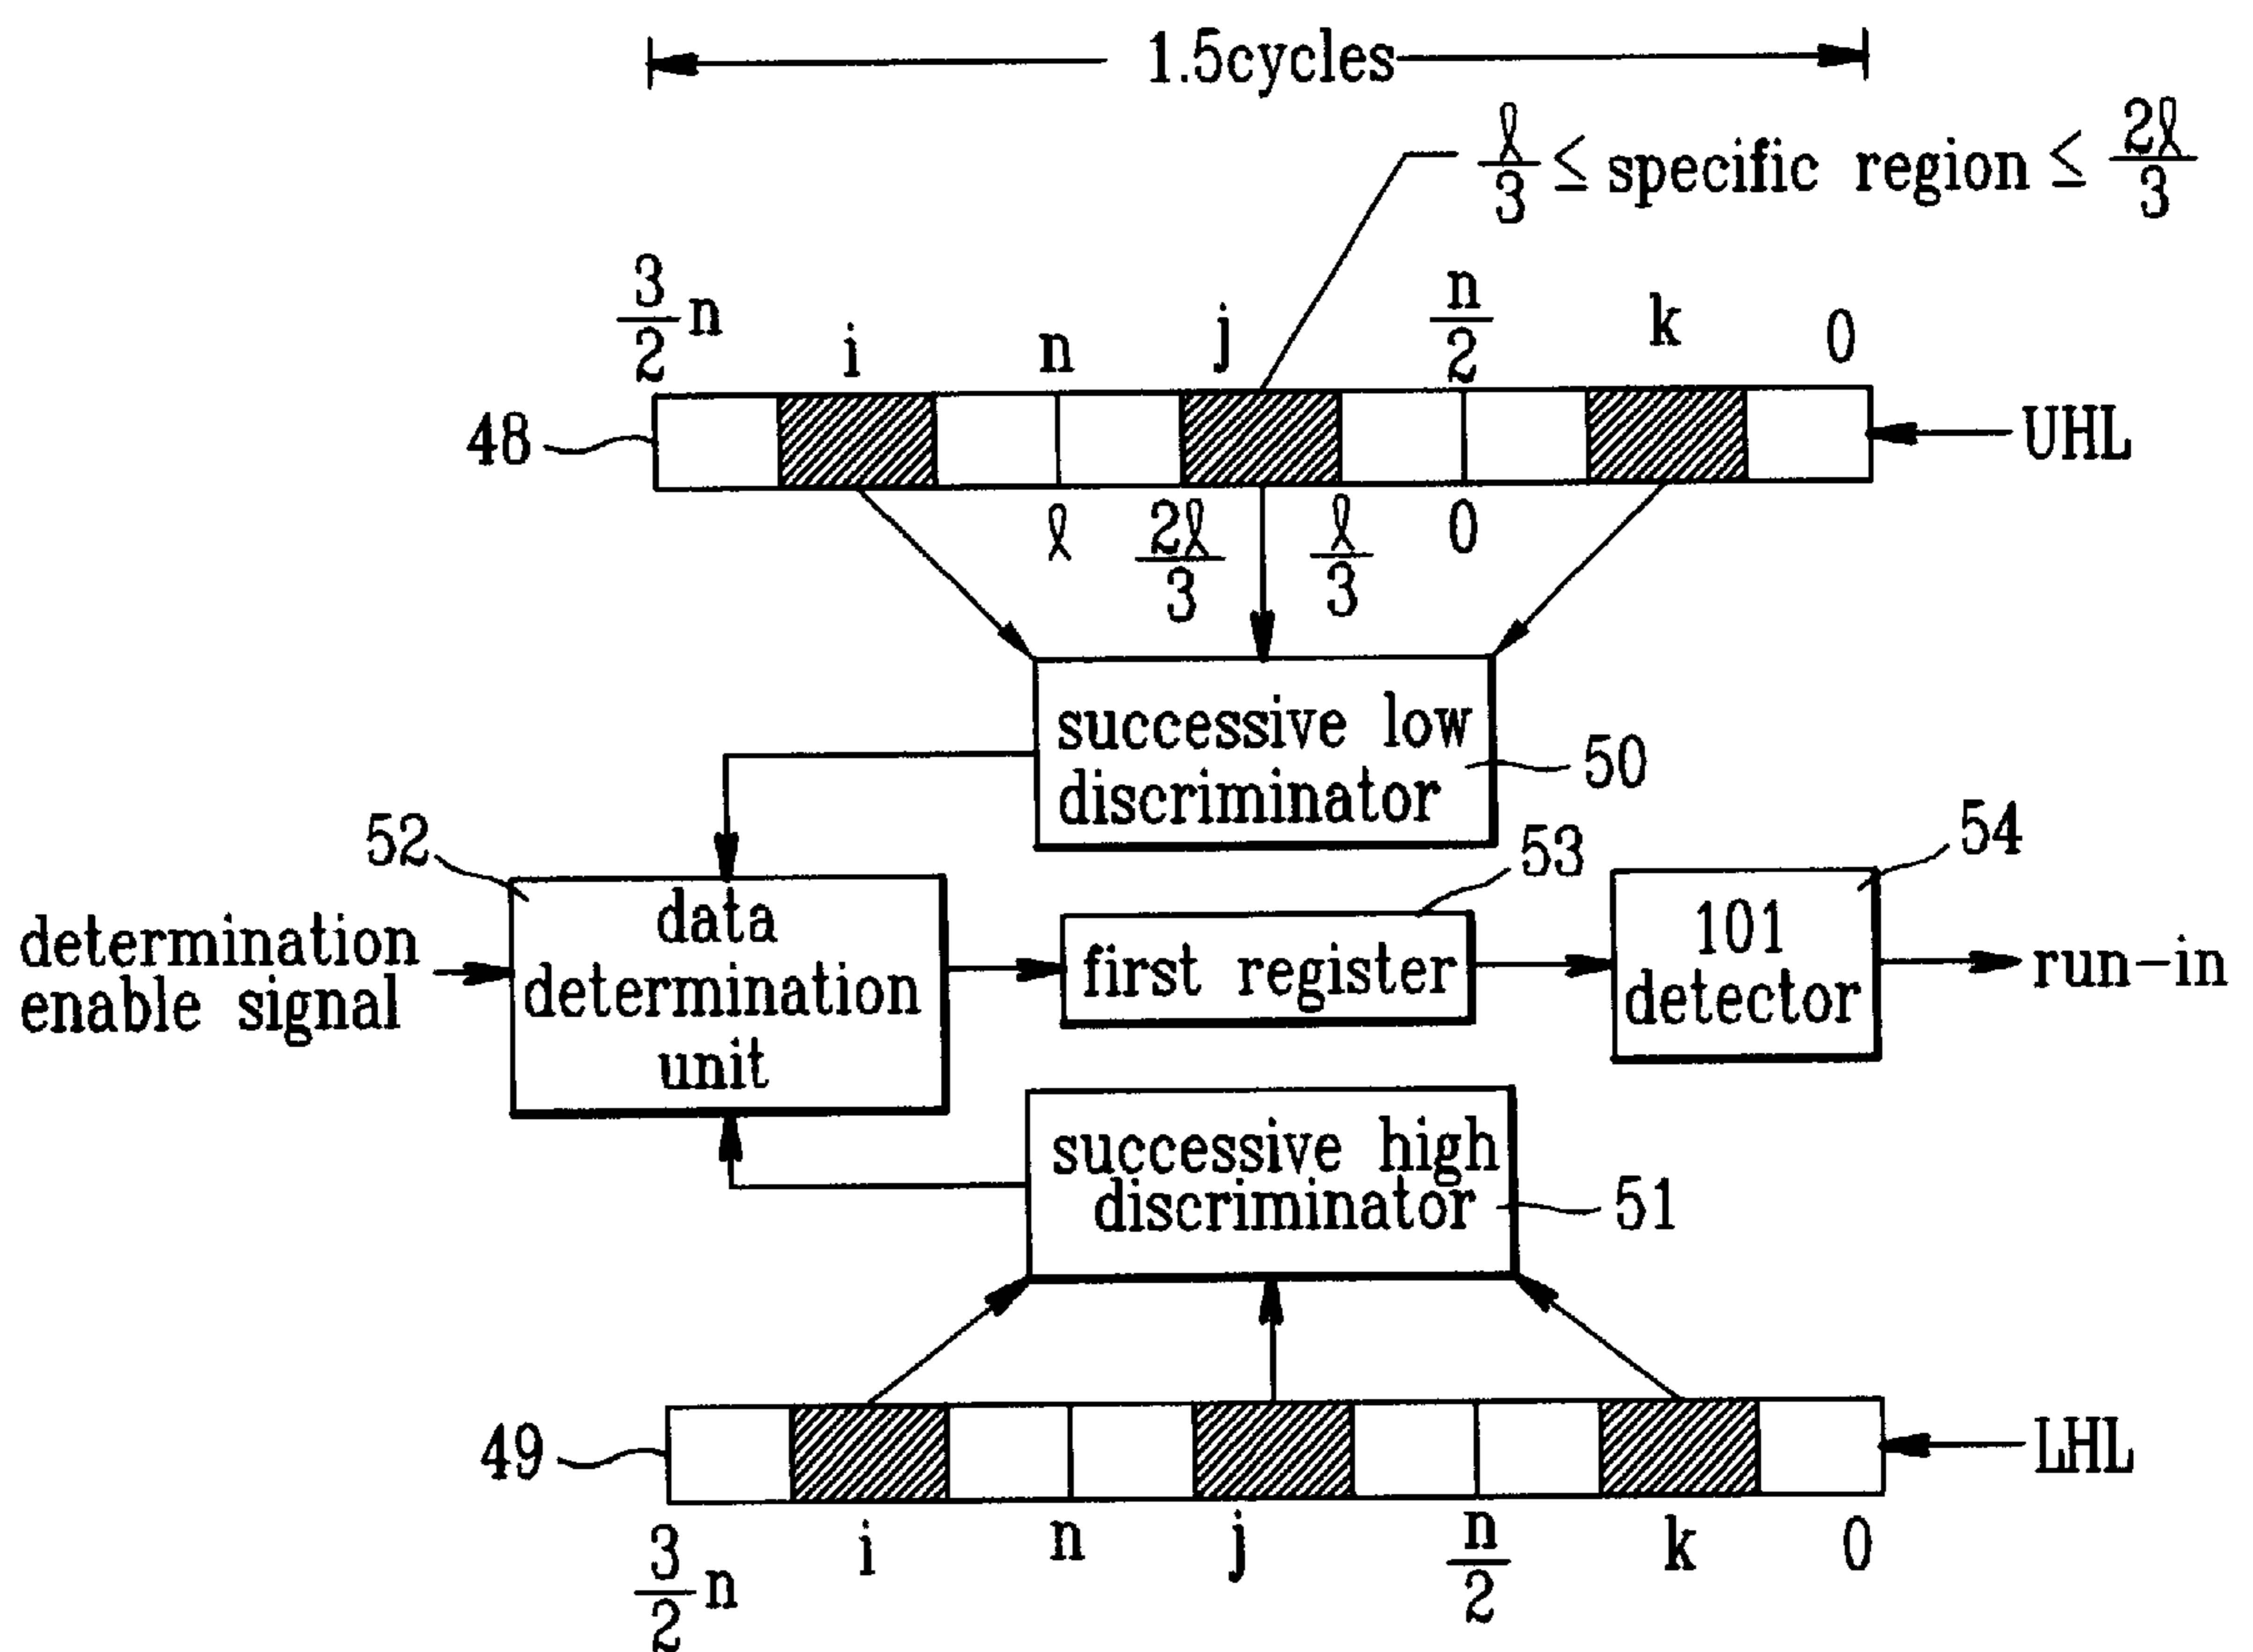 1.5cycles
ℓ/3 ≤ specific region ≤ 2ℓ/3
3/2 n i n j n/2 k 0
48 UHL
ℓ 2ℓ/3 ℓ/3 0
successive low
discriminator
50
52
53
54
determination
enable signal
data
determination
unit
first register
101
detector
run-in
successive high
discriminator
51
49 LHL
3/2 n i n j n/2 k 0